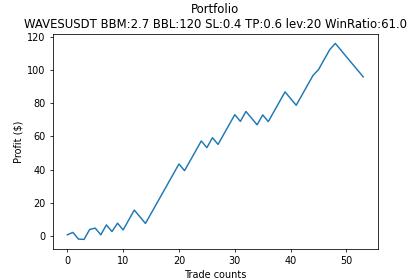 Portfolio
WAVESUSDT BBM:2.7 BBL:120 SL:0.4 TP:0.6 lev:20 WinRatio:61.0
120
100
80
60
40
20
0
Profit ($)
0 10 20 30 40 50
Trade counts